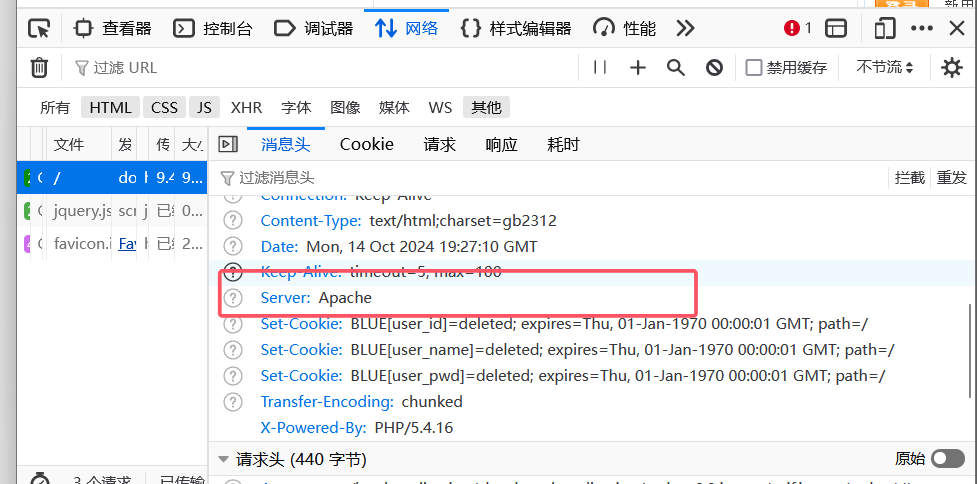 登录 新用
查看器 控制台 调试器 网络 样式编辑器 性能 1
过滤 URL 禁用缓存 不节流
所有 HTML CSS JS XHR 字体 图像 媒体 WS 其他
文件 发 传 大
消息头 Cookie 请求 响应 耗时
/ do 9.4 9...
过滤消息头 拦截 重发
jquery.js scr j 已 0...
favicon.i Fav h 已 2...
Connection: Keep-Alive
Content-Type: text/html;charset=gb2312
Date: Mon, 14 Oct 2024 19:27:10 GMT
Keep-Alive: timeout=5, max=100
Server: Apache
Set-Cookie: BLUE[user_id]=deleted; expires=Thu, 01-Jan-1970 00:00:01 GMT; path=/
Set-Cookie: BLUE[user_name]=deleted; expires=Thu, 01-Jan-1970 00:00:01 GMT; path=/
Set-Cookie: BLUE[user_pwd]=deleted; expires=Thu, 01-Jan-1970 00:00:01 GMT; path=/
Transfer-Encoding: chunked
X-Powered-By: PHP/5.4.16
请求头 (440 字节) 原始
3 个请求 已传输